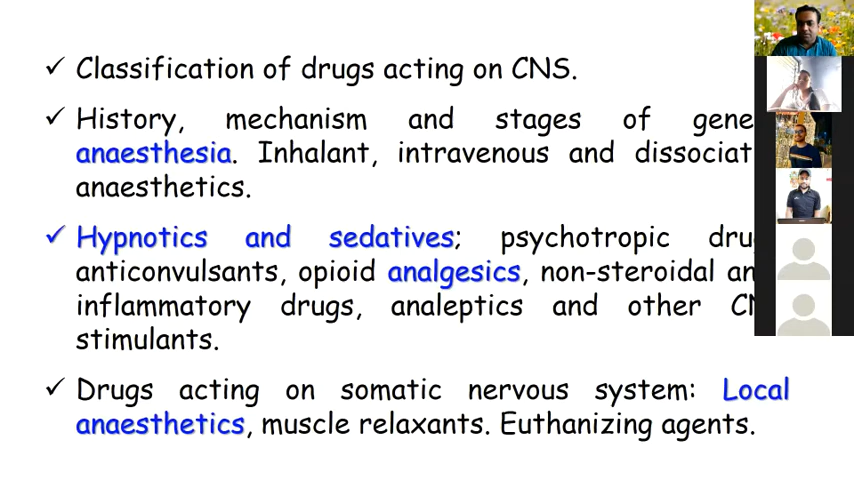 ✓ Classification of drugs acting on CNS.
✓ History, mechanism and stages of gene
anaesthesia. Inhalant, intravenous and dissociat
anaesthetics.
✓ Hypnotics and sedatives; psychotropic dru
anticonvulsants, opioid analgesics, non-steroidal an
inflammatory drugs, analeptics and other CN
stimulants.
✓ Drugs acting on somatic nervous system: Local
anaesthetics, muscle relaxants. Euthanizing agents.